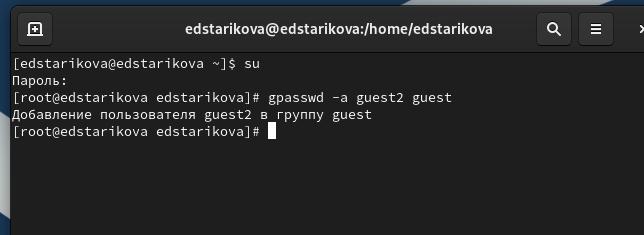 edstarikova@edstarikova:/home/edstarikova
[edstarikova@edstarikova ~]$ su
Пароль:
[root@edstarikova edstarikova]# gpasswd -a guest2 guest
Добавление пользователя guest2 в группу guest
[root@edstarikova edstarikova]#